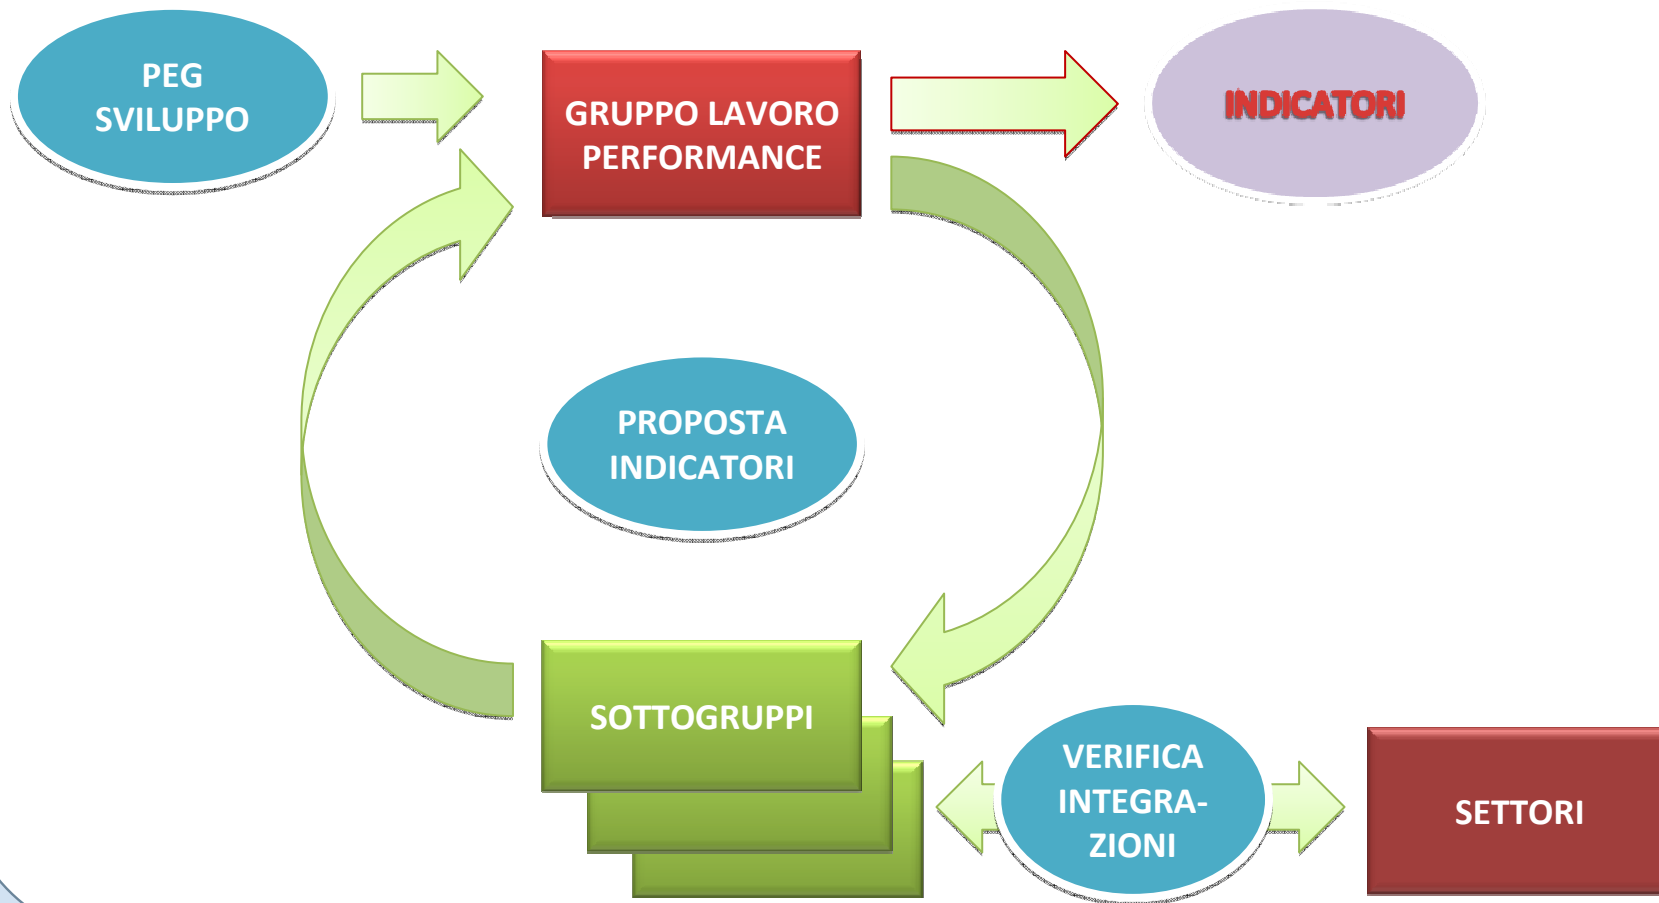 PEG
SVILUPPO
GRUPPO LAVORO
PERFORMANCE
INDICATORI
PROPOSTA
INDICATORI
SOTTOGRUPPI
VERIFICA
INTEGRA-
ZIONI
SETTORI